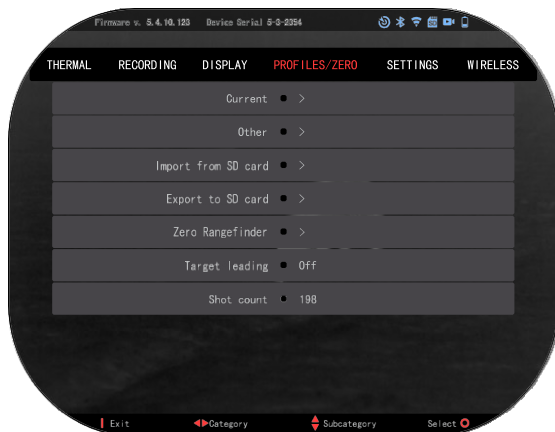 Firmware v. 5.4.10.123 Device Serial 5-3-2354
THERMAL RECORDING DISPLAY PROFILES/ZERO SETTINGS WIRELESS
Current >
Other >
Import from SD card >
Export to SD card >
Zero Rangefinder >
Target leading Off
Shot count 198
Exit Category Subcategory Select